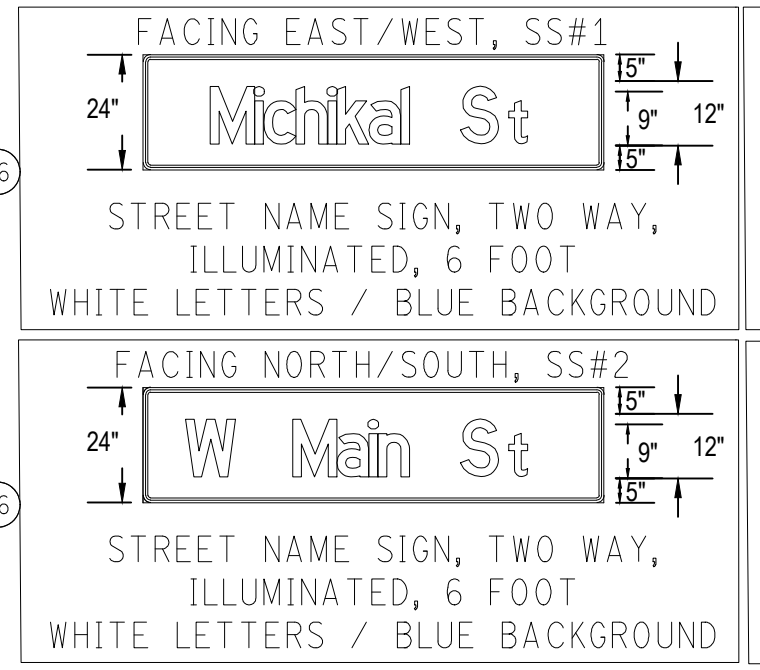 FACING EAST/WEST, SS#1
24"
Michikal St
5"
9"
12"
5"
6
STREET NAME SIGN, TWO WAY,
ILLUMINATED, 6 FOOT
WHITE LETTERS / BLUE BACKGROUND
FACING NORTH/SOUTH, SS#2
24"
W Main St
5"
9"
12"
5"
6
STREET NAME SIGN, TWO WAY,
ILLUMINATED, 6 FOOT
WHITE LETTERS / BLUE BACKGROUND